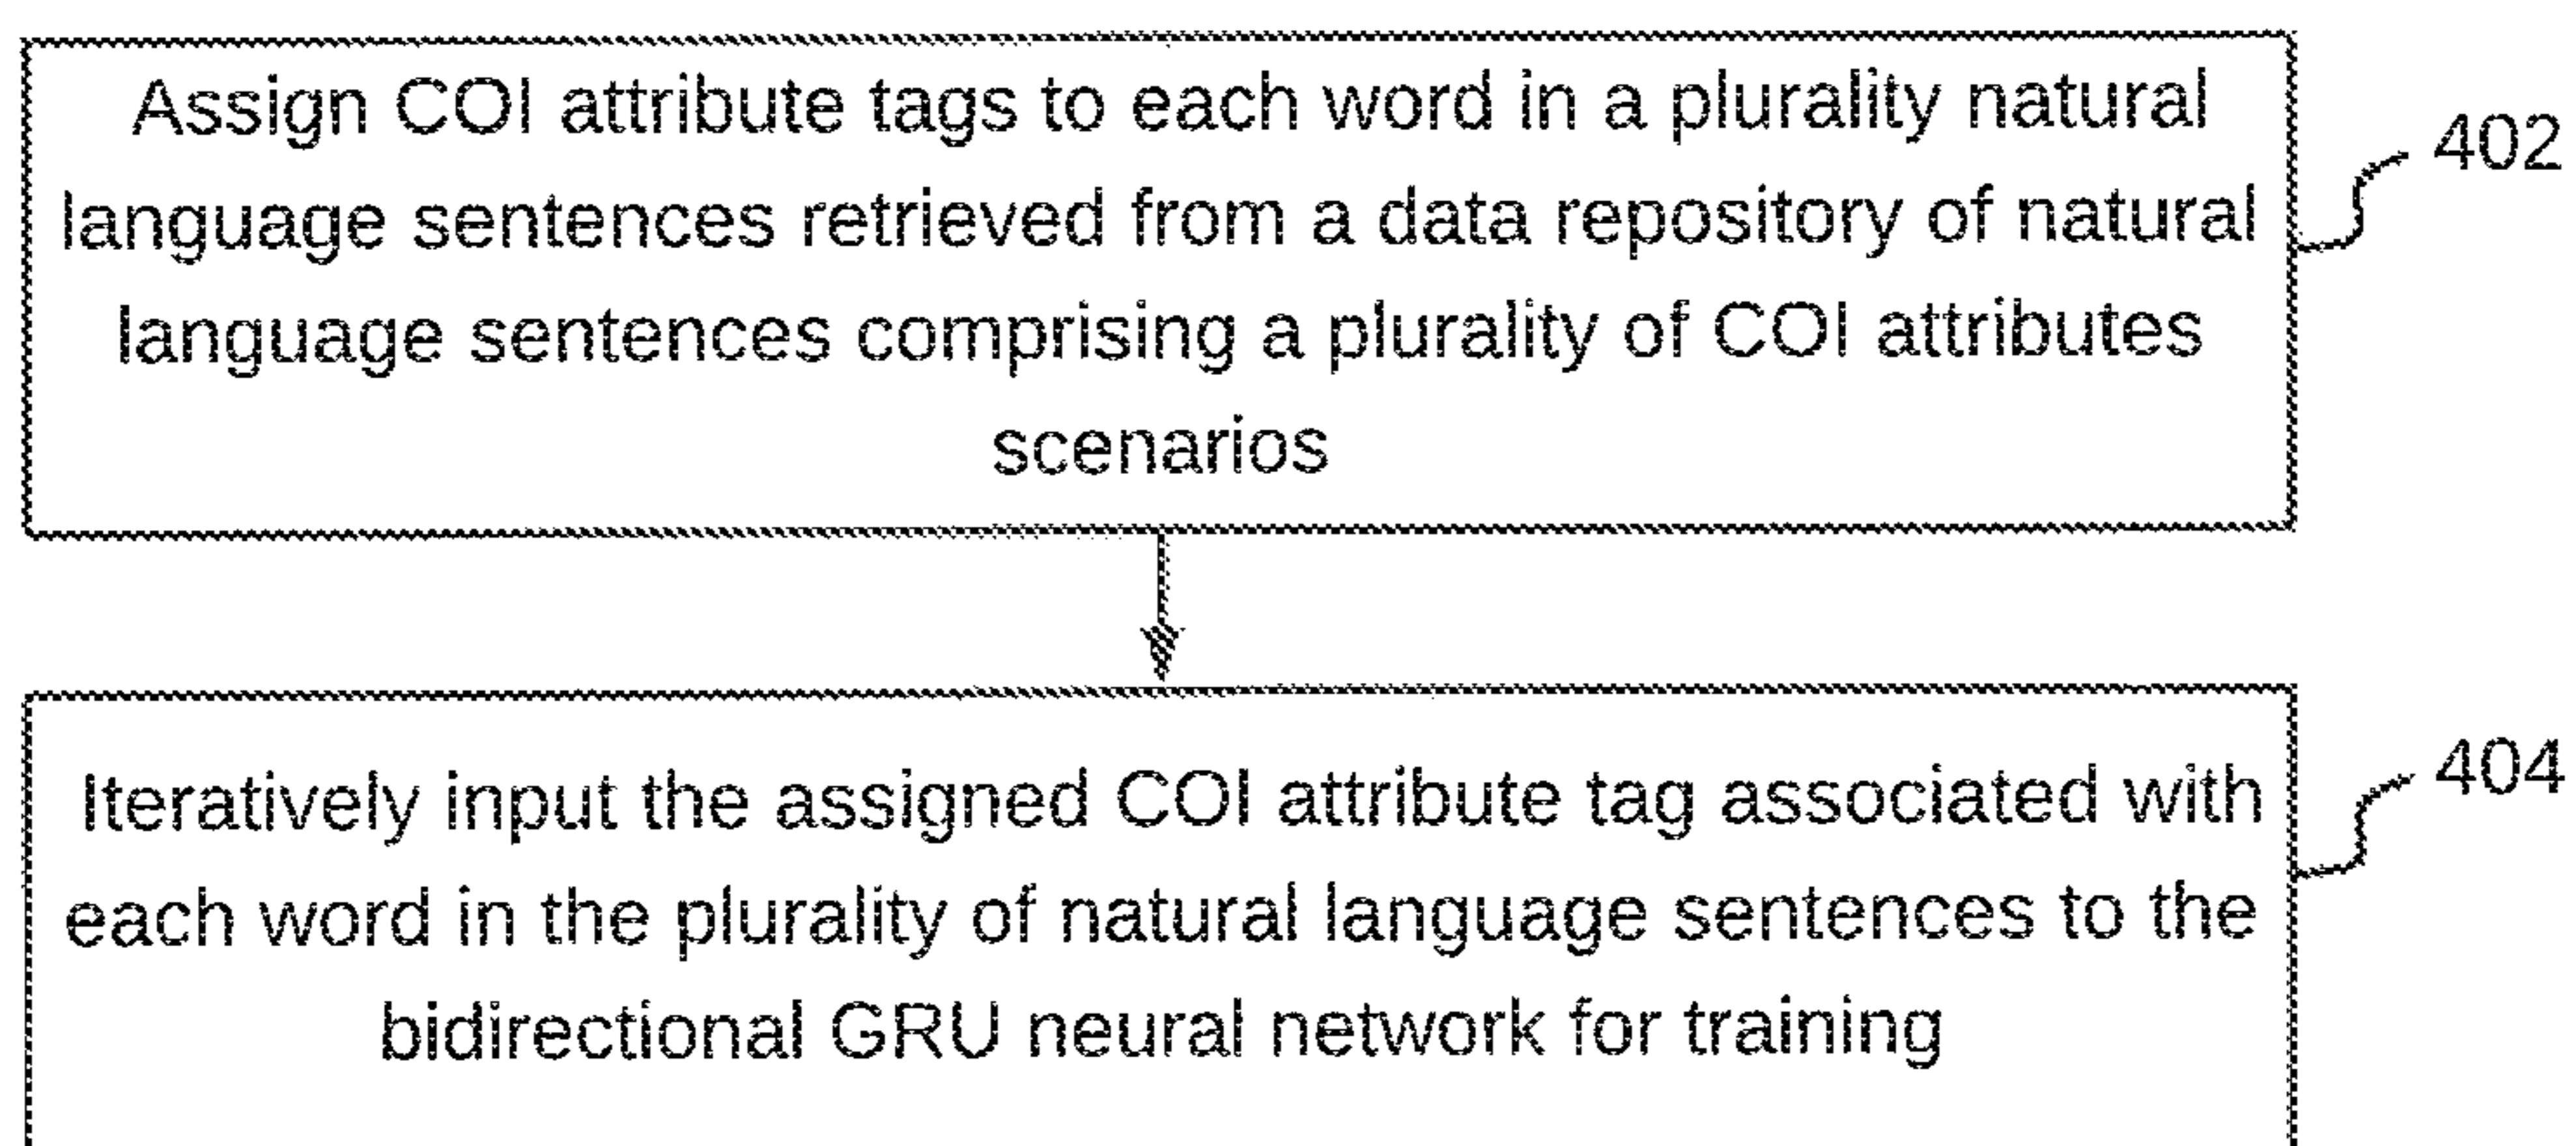 Assign COI attribute tags to each word in a plurality natural
402
language sentences retrieved from a data repository of natural
language sentences comprising a plurality of COI attributes
scenarios
Iteratively input the assigned COI attribute tag associated with
404
each word in the plurality of natural language sentences to the
bidirectional GRU neural network for training